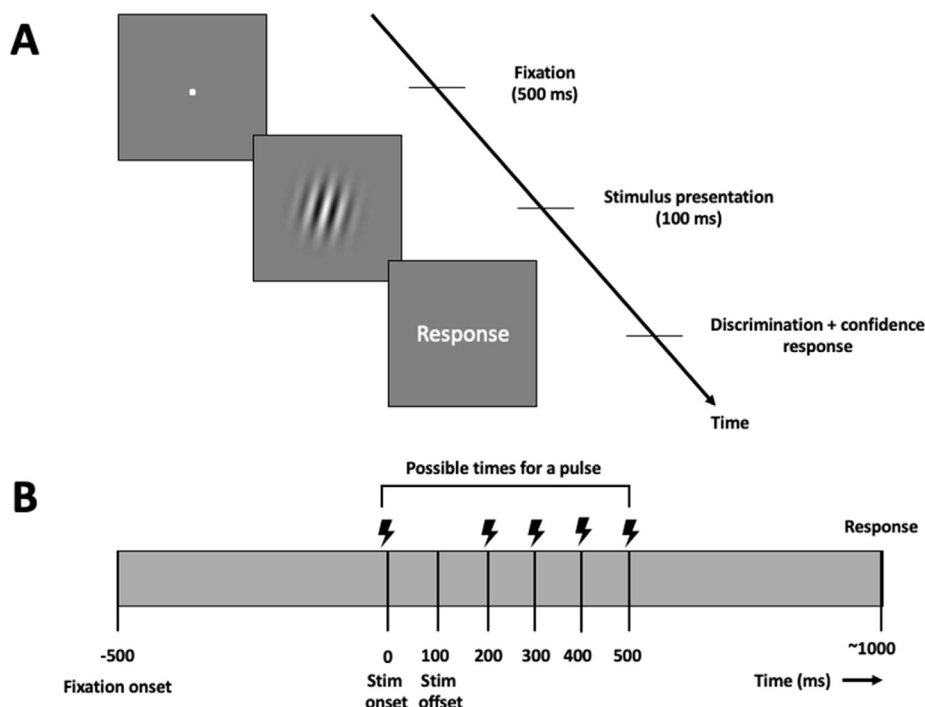 A
Fixation
(500 ms)
Stimulus presentation
(100 ms)
Response
Discrimination + confidence
response
Time
B
Possible times for a pulse
Response
-500
0
100
200
300
400
500
~1000
Fixation onset
Stim
onset
Stim
offset
Time (ms)